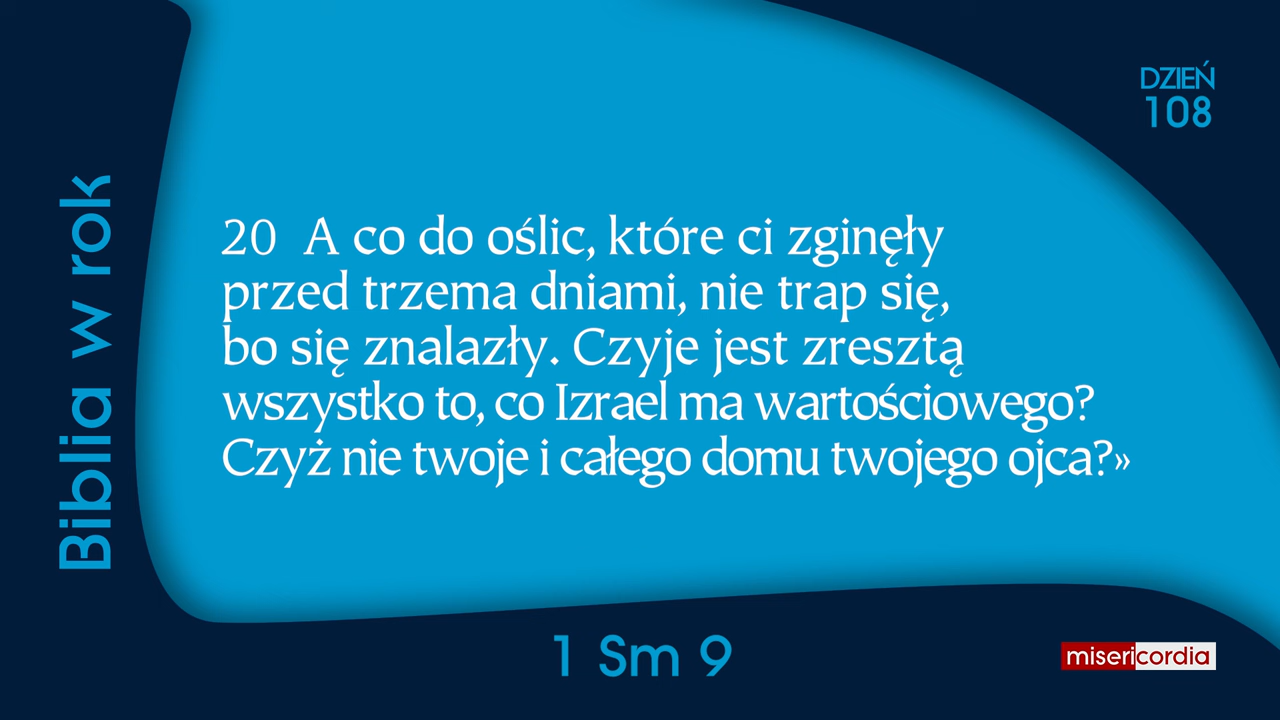 DZIEŃ
108
Biblia w rok
20 A co do oślic, które ci zginęły
przed trzema dniami, nie trap się,
bo się znalazły. Czyje jest zresztą
wszystko to, co Izrael ma wartościowego?
Czyż nie twoje i całego domu twojego ojca?»
1 Sm 9
misericordia